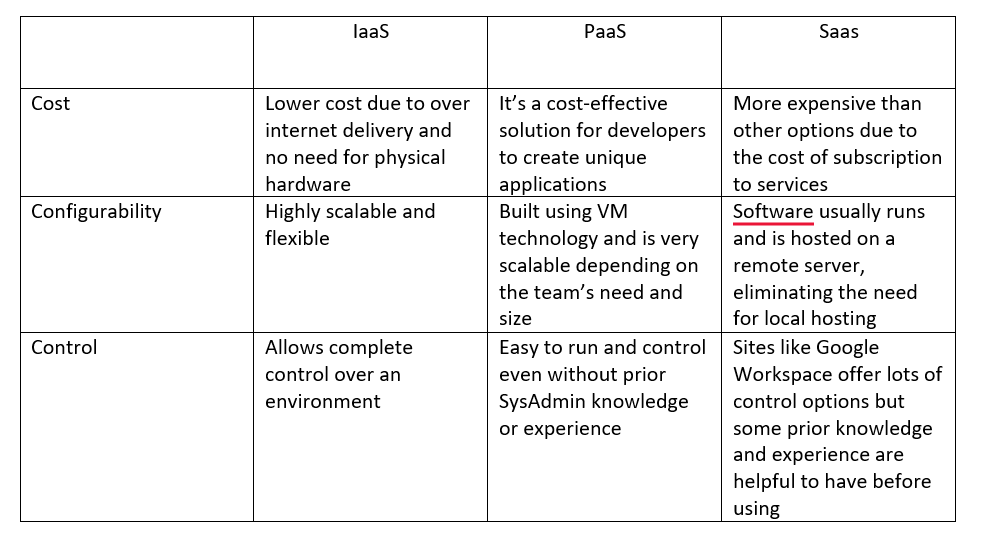 IaaS
PaaS
Saas
Cost
Lower cost due to over
internet delivery and
no need for physical
hardware
It’s a cost-effective
solution for developers
to create unique
applications
More expensive than
other options due to
the cost of subscription
to services
Configurability
Highly scalable and
flexible
Built using VM
technology and is very
scalable depending on
the team’s need and
size
Software usually runs
and is hosted on a
remote server,
eliminating the need
for local hosting
Control
Allows complete
control over an
environment
Easy to run and control
even without prior
SysAdmin knowledge
or experience
Sites like Google
Workspace offer lots of
control options but
some prior knowledge
and experience are
helpful to have before
using